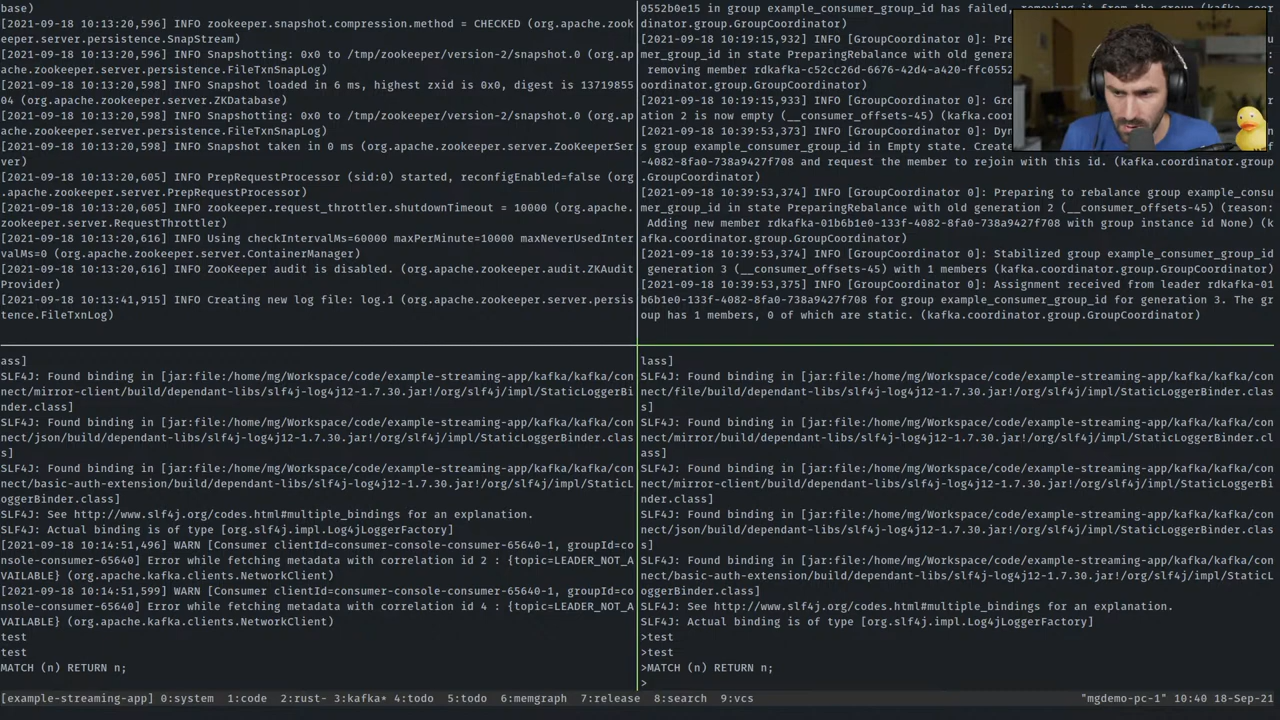 base)
[2021-09-18 10:13:20,596] INFO zookeeper.snapshot.compression.method = CHECKED (org.apache.zoo
keeper.server.persistence.SnapStream)
[2021-09-18 10:13:20,596] INFO Snapshotting: 0x0 to /tmp/zookeeper/version-2/snapshot.0 (org.ap
ache.zookeeper.server.persistence.FileTxnSnapLog)
[2021-09-18 10:13:20,598] INFO Snapshot loaded in 6 ms, highest zxid is 0x0, digest is 13719855
04 (org.apache.zookeeper.server.ZKDatabase)
[2021-09-18 10:13:20,598] INFO Snapshotting: 0x0 to /tmp/zookeeper/version-2/snapshot.0 (org.ap
ache.zookeeper.server.persistence.FileTxnSnapLog)
[2021-09-18 10:13:20,598] INFO Snapshot taken in 0 ms (org.apache.zookeeper.server.ZooKeeperSer
ver)
[2021-09-18 10:13:20,605] INFO PrepRequestProcessor (sid:0) started, reconfigEnabled=false (org
.apache.zookeeper.server.PrepRequestProcessor)
[2021-09-18 10:13:20,605] INFO zookeeper.request_throttler.shutdownTimeout = 10000 (org.apache.
zookeeper.server.RequestThrottler)
[2021-09-18 10:13:20,616] INFO Using checkIntervalMs=60000 maxPerMinute=10000 maxNeverUsedInter
valMs=0 (org.apache.zookeeper.server.ContainerManager)
[2021-09-18 10:13:20,616] INFO ZooKeeper audit is disabled. (org.apache.zookeeper.audit.ZKAudit
Provider)
[2021-09-18 10:13:41,915] INFO Creating new log file: log.1 (org.apache.zookeeper.server.persis
tence.FileTxnLog)
0552b0e15 in group example_consumer_group_id has failed, removing it from the group (kafka.coor
dinator.group.GroupCoordinator)
[2021-09-18 10:19:15,932] INFO [GroupCoordinator 0]: Pre
mer_group_id in state PreparingRebalance with old generation
removing member rdkafka-c52cc26d-6676-42d4-a420-ffc0552
ordinator.group.GroupCoordinator)
[2021-09-18 10:19:15,933] INFO [GroupCoordinator 0]: Gro
ation 2 is now empty (__consumer_offsets-45) (kafka.coor
[2021-09-18 10:39:53,373] INFO [GroupCoordinator 0]: Dyn
s group example_consumer_group_id in Empty state. Create
-4082-8fa0-738a9427f708 and request the member to rejoin with this id. (kafka.coordinator.group
.GroupCoordinator)
[2021-09-18 10:39:53,374] INFO [GroupCoordinator 0]: Preparing to rebalance group example_consu
mer_group_id in state PreparingRebalance with old generation 2 (__consumer_offsets-45) (reason:
Adding new member rdkafka-01b6b1e0-133f-4082-8fa0-738a9427f708 with group instance id None) (k
afka.coordinator.group.GroupCoordinator)
[2021-09-18 10:39:53,374] INFO [GroupCoordinator 0]: Stabilized group example_consumer_group_id
generation 3 (__consumer_offsets-45) with 1 members (kafka.coordinator.group.GroupCoordinator)
[2021-09-18 10:39:53,375] INFO [GroupCoordinator 0]: Assignment received from leader rdkafka-01
b6b1e0-133f-4082-8fa0-738a9427f708 for group example_consumer_group_id for generation 3. The gr
oup has 1 members, 0 of which are static. (kafka.coordinator.group.GroupCoordinator)
ass]
SLF4J: Found binding in [jar:file:/home/mg/Workspace/code/example-streaming-app/kafka/kafka/con
nect/mirror-client/build/dependant-libs/slf4j-log4j12-1.7.30.jar!/org/slf4j/impl/StaticLoggerBi
nder.class]
SLF4J: Found binding in [jar:file:/home/mg/Workspace/code/example-streaming-app/kafka/kafka/con
nect/json/build/dependant-libs/slf4j-log4j12-1.7.30.jar!/org/slf4j/impl/StaticLoggerBinder.clas
s]
SLF4J: Found binding in [jar:file:/home/mg/Workspace/code/example-streaming-app/kafka/kafka/con
nect/basic-auth-extension/build/dependant-libs/slf4j-log4j12-1.7.30.jar!/org/slf4j/impl/StaticL
oggerBinder.class]
SLF4J: See http://www.slf4j.org/codes.html#multiple_bindings for an explanation.
SLF4J: Actual binding is of type [org.slf4j.impl.Log4jLoggerFactory]
[2021-09-18 10:14:51,496] WARN [Consumer clientId=consumer-console-consumer-65640-1, groupId=co
nsole-consumer-65640] Error while fetching metadata with correlation id 2 : {topic=LEADER_NOT_A
VAILABLE} (org.apache.kafka.clients.NetworkClient)
[2021-09-18 10:14:51,599] WARN [Consumer clientId=consumer-console-consumer-65640-1, groupId=co
nsole-consumer-65640] Error while fetching metadata with correlation id 4 : {topic=LEADER_NOT_A
VAILABLE} (org.apache.kafka.clients.NetworkClient)
test
test
MATCH (n) RETURN n;
lass]
SLF4J: Found binding in [jar:file:/home/mg/Workspace/code/example-streaming-app/kafka/kafka/con
nect/file/build/dependant-libs/slf4j-log4j12-1.7.30.jar!/org/slf4j/impl/StaticLoggerBinder.clas
s]
SLF4J: Found binding in [jar:file:/home/mg/Workspace/code/example-streaming-app/kafka/kafka/con
nect/mirror/build/dependant-libs/slf4j-log4j12-1.7.30.jar!/org/slf4j/impl/StaticLoggerBinder.cl
ass]
SLF4J: Found binding in [jar:file:/home/mg/Workspace/code/example-streaming-app/kafka/kafka/con
nect/mirror-client/build/dependant-libs/slf4j-log4j12-1.7.30.jar!/org/slf4j/impl/StaticLoggerBi
nder.class]
SLF4J: Found binding in [jar:file:/home/mg/Workspace/code/example-streaming-app/kafka/kafka/con
nect/json/build/dependant-libs/slf4j-log4j12-1.7.30.jar!/org/slf4j/impl/StaticLoggerBinder.clas
s]
SLF4J: Found binding in [jar:file:/home/mg/Workspace/code/example-streaming-app/kafka/kafka/con
nect/basic-auth-extension/build/dependant-libs/slf4j-log4j12-1.7.30.jar!/org/slf4j/impl/StaticL
oggerBinder.class]
SLF4J: See http://www.slf4j.org/codes.html#multiple_bindings for an explanation.
SLF4J: Actual binding is of type [org.slf4j.impl.Log4jLoggerFactory]
>test
>test
>MATCH (n) RETURN n;
>
[example-streaming-app] 0:system 1:code 2:rust- 3:kafka* 4:todo 5:todo 6:memgraph 7:release 8:search 9:vcs "mgdemo-pc-1" 10:40 18-Sep-21